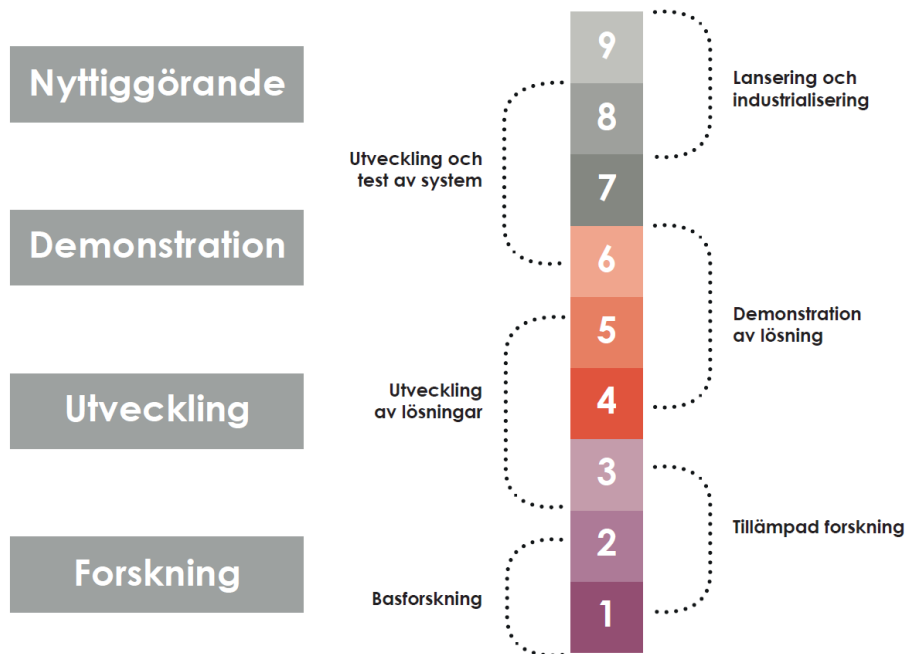 Nyttiggörande
Demonstration
Utveckling
Forskning
Utveckling och
test av system
Utveckling
av lösningar
Basforskning
9
8
7
6
5
4
3
2
1
Lansering och
industrialisering
Demonstration
av lösning
Tillämpad forskning